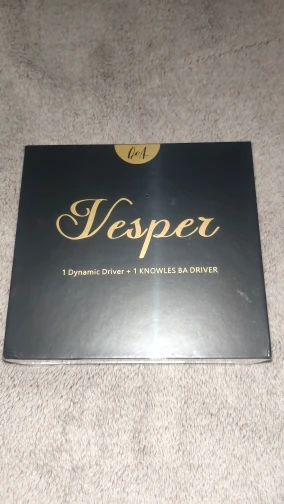 QoA
Vesper
1 Dynamic Driver + 1 KNOWLES BA DRIVER